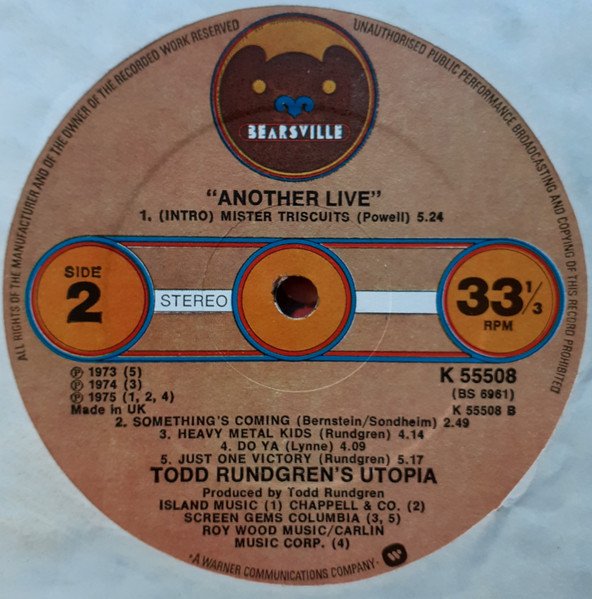 ALL RIGHTS OF THE MANUFACTURER AND OF THE OWNER OF THE RECORDED WORK RESERVED
UNAUTHORISED PUBLIC PERFORMANCE BROADCASTING AND COPYING OF THIS RECORD PROHIBITED
BEARSVILLE
"ANOTHER LIVE"
1. (INTRO) MISTER TRISCUITS (Powell) 5.24
SIDE
2
STEREO
33 1/3
RPM
℗ 1973 (5)
℗ 1974 (3)
℗ 1975 (1, 2, 4)
Made in UK
K 55508
(BS 6961)
K 55508 B
2. SOMETHING'S COMING (Bernstein/Sondheim) 2.49
3. HEAVY METAL KIDS (Rundgren) 4.14
4. DO YA (Lynne) 4.09
5. JUST ONE VICTORY (Rundgren) 5.17
TODD RUNDGREN'S UTOPIA
Produced by Todd Rundgren
ISLAND MUSIC (1) CHAPPELL & CO. (2)
SCREEN GEMS COLUMBIA (3, 5)
ROY WOOD MUSIC/CARLIN
MUSIC CORP. (4)
·A WARNER COMMUNICATIONS COMPANY·